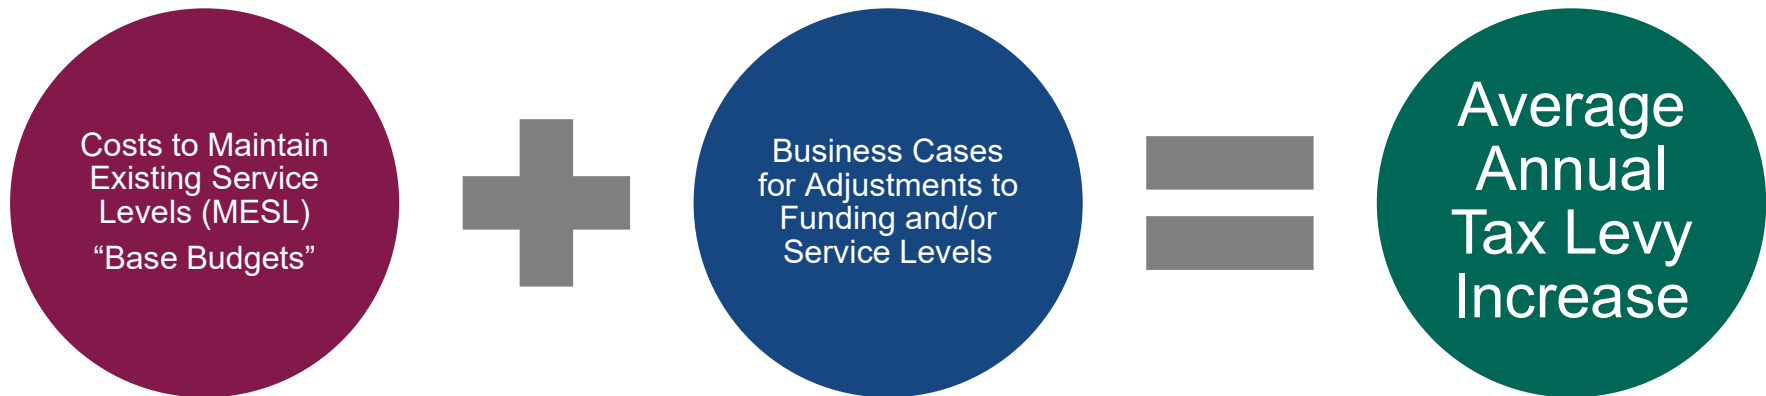 Costs to Maintain
Existing Service
Levels (MESL)
“Base Budgets”
Business Cases
for Adjustments to
Funding and/or
Service Levels
Average
Annual
Tax Levy
Increase